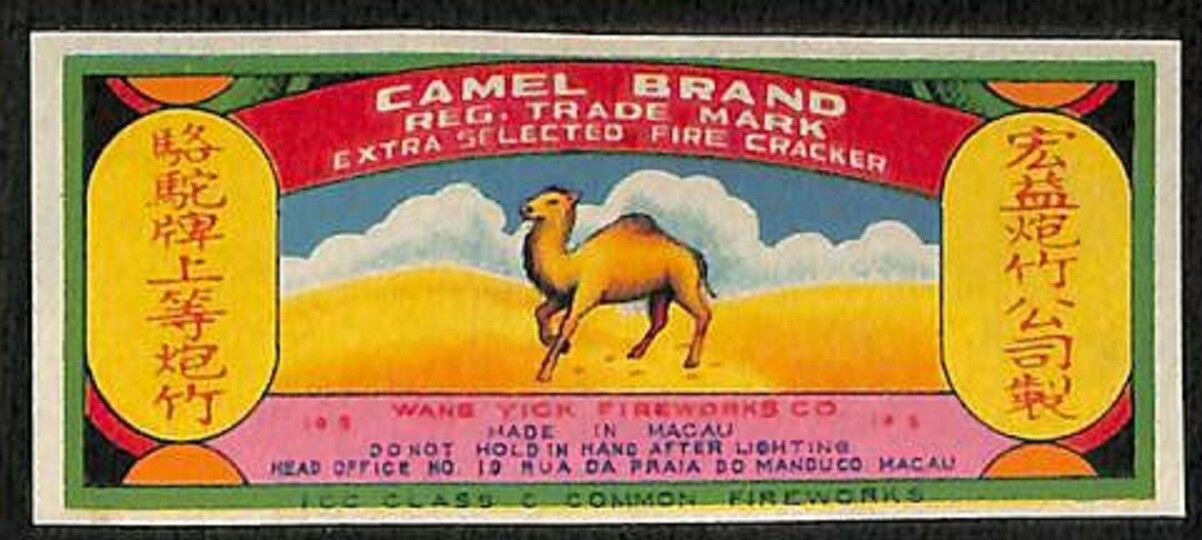 CAMEL BRAND
REG. TRADE MARK
EXTRA SELECTED FIRE CRACKER
駱駝牌上等炮竹
宏益炮竹公司製
WANG YICK FIREWORKS CO.
MADE IN MACAU
DO NOT HOLD IN HAND AFTER LIGHTING
HEAD OFFICE NO 19 RUA DA PRAIA DO MANDUCO MACAU
ICC CLASS C COMMON FIREWORKS